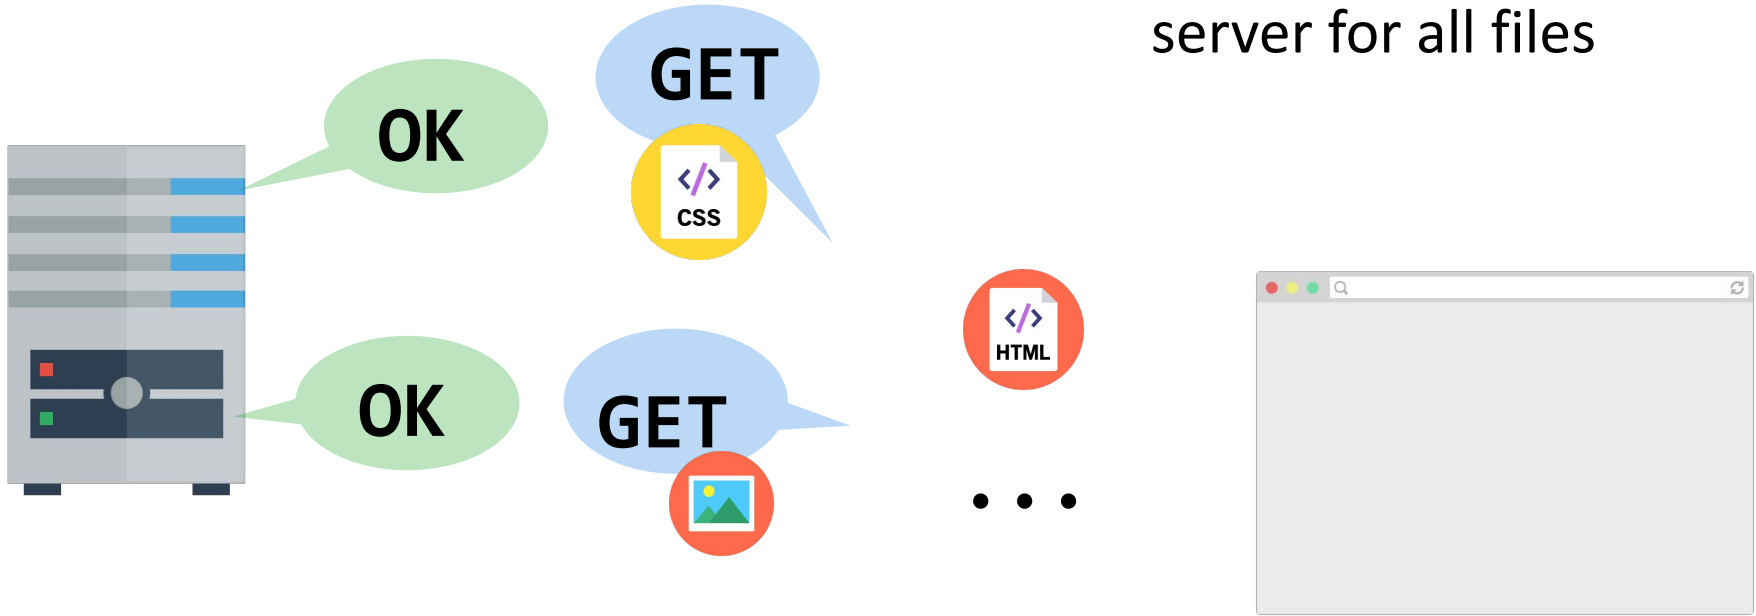 server for all files
GET
OK
CSS
HTML
OK
GET
...